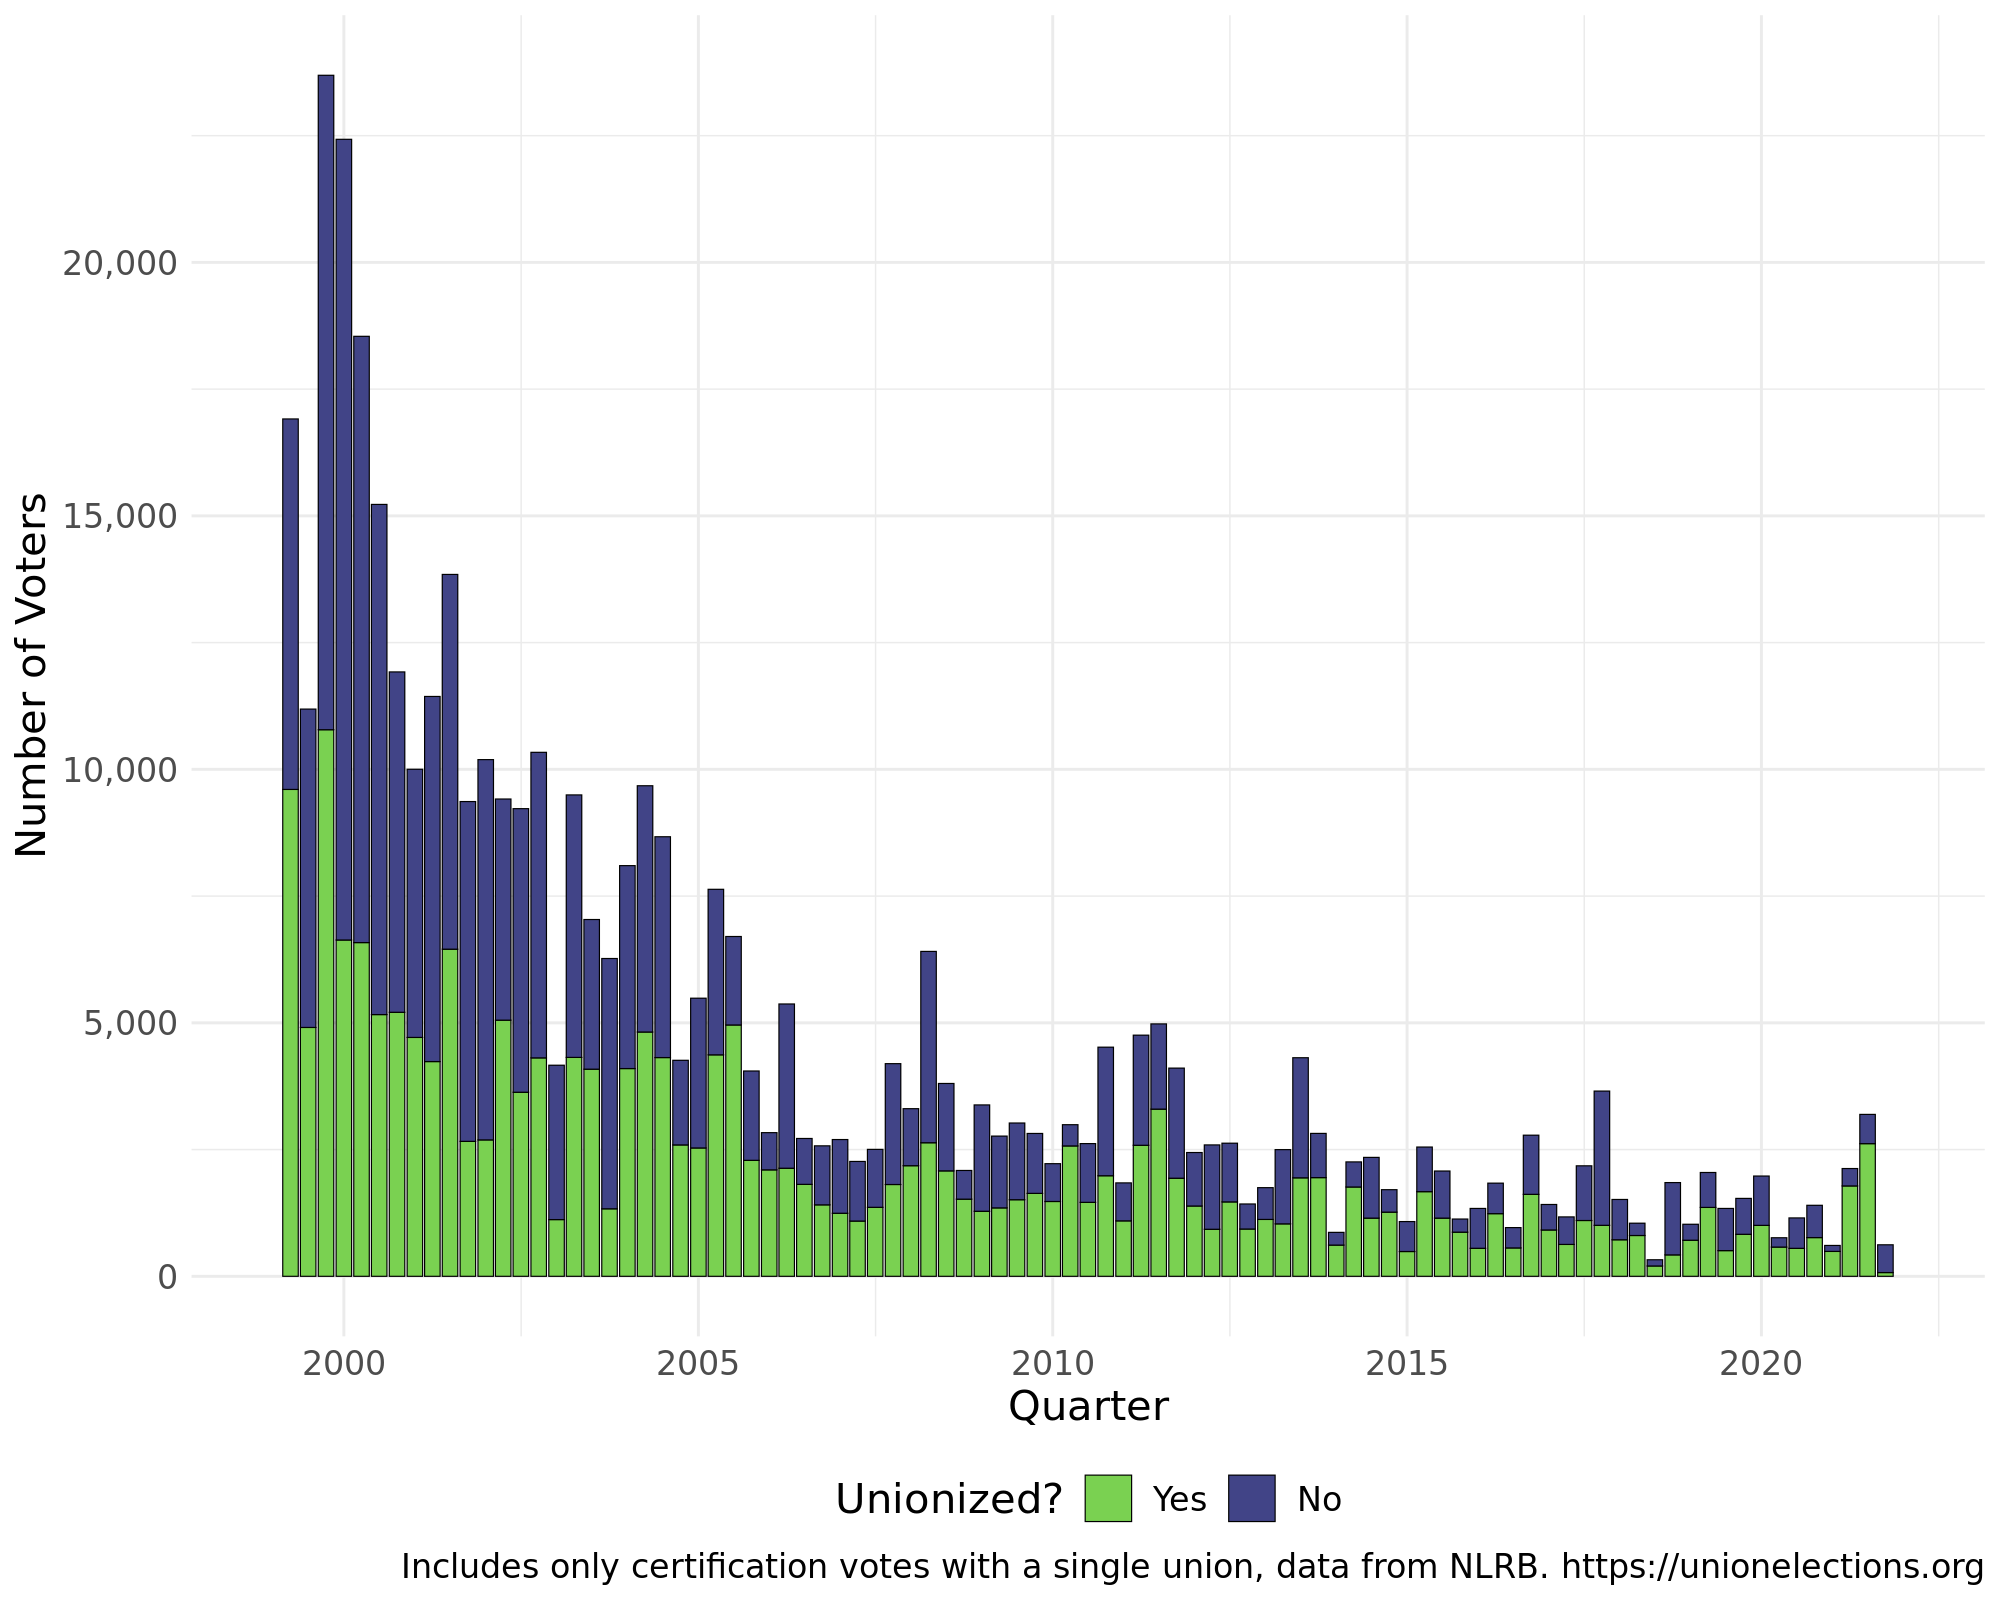 Number of Voters
20,000
15,000
10,000
5,000
0
2000 2005 2010 2015 2020
Quarter
Unionized? Yes No
Includes only certification votes with a single union, data from NLRB. https://unionelections.org